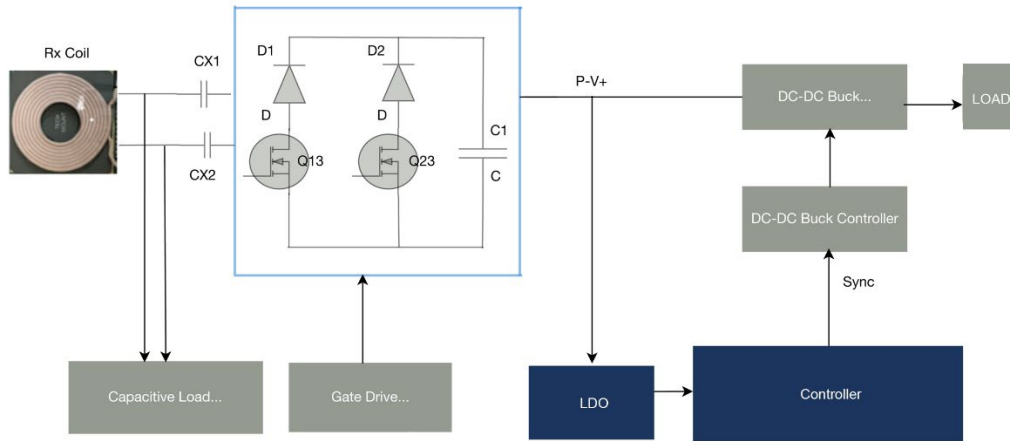 Rx Coil
CX1
CX2
D1
D2
D
D
Q13
Q23
C1
C
P-V+
DC-DC Buck...
LOAD
DC-DC Buck Controller
Sync
Capacitive Load...
Gate Drive...
LDO
Controller